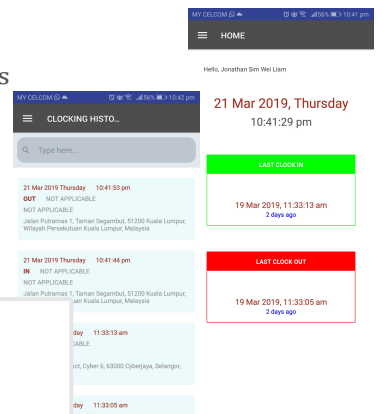 MY CELCOM 56% 10:41 pm
HOME
Hello, Jonathan Sim Wei Liam
21 Mar 2019, Thursday
10:41:29 pm
LAST CLOCK IN
19 Mar 2019, 11:33:13 am
2 days ago
LAST CLOCK OUT
19 Mar 2019, 11:33:05 am
2 days ago
s
MY CELCOM 56% 10:42 pm
CLOCKING HISTO...
Type here...
21 Mar 2019 Thursday 10:41:53 pm
OUT NOT APPLICABLE
NOT APPLICABLE
Jalan Putramas 1, Taman Segambut, 51200 Kuala Lumpur,
Wilayah Persekutuan Kuala Lumpur, Malaysia
21 Mar 2019 Thursday 10:41:44 pm
IN NOT APPLICABLE
NOT APPLICABLE
Jalan Putramas 1, Taman Segambut, 51200 Kuala Lumpur,
Kuala Lumpur, Malaysia
day 11:33:13 am
CABLE
Cyber 6, 63000 Cyberjaya, Selangor,
day 11:33:05 am